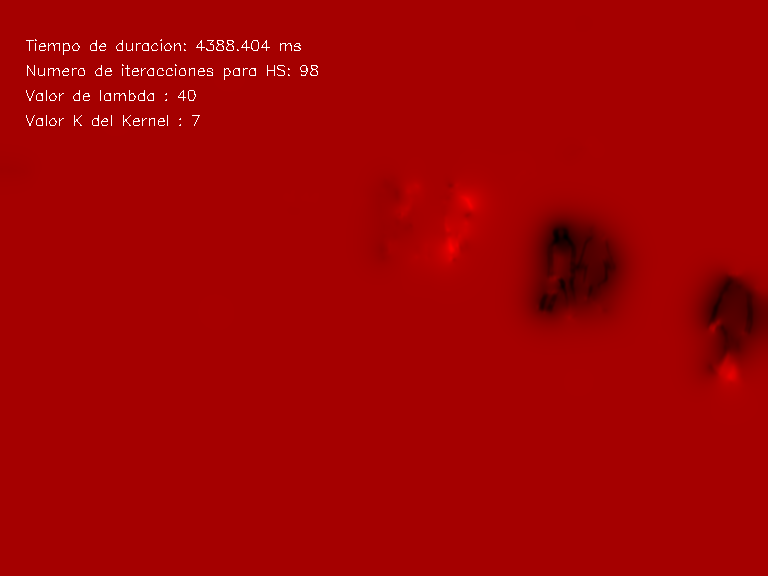 Tiempo de duracion: 4388.404 ms
Numero de iteracciones para HS: 98
Valor de lambda : 40
Valor K del Kernel : 7